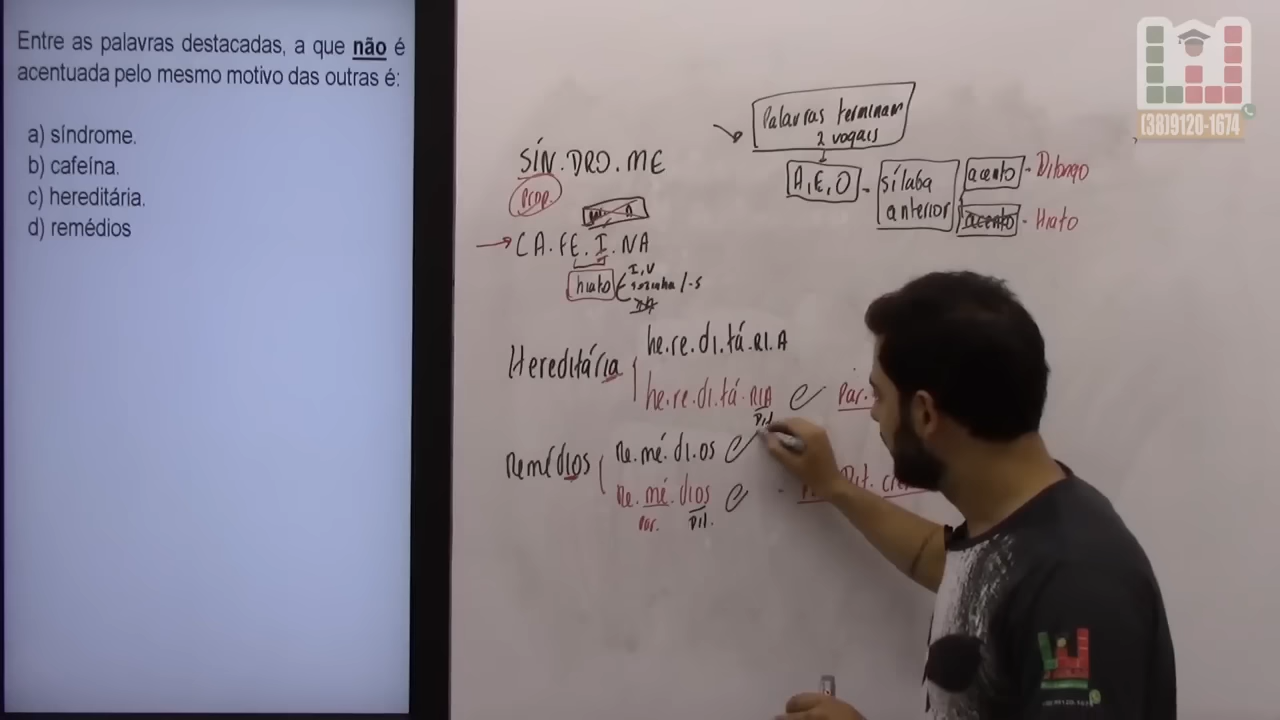 Entre as palavras destacadas, a que não é
acentuada pelo mesmo motivo das outras é:
a) síndrome.
b) cafeína.
c) hereditária.
d) remédios
(38)9120-1674
Palavras terminam
2 vogais
A, E, O - sílaba
anterior
acento - Ditongo
acento - Hiato
SÍN.DRO.ME
Prop.
CA.FE.I.NA
hiato
I, U
sozinha /-S
Hereditária
he.re.di.tá.RI.A
he.re.di.tá.RIA
Dit.
Par.
Remédios
Re.mé.di.os
Re.mé.dios
Par.
Dit.
Dit.